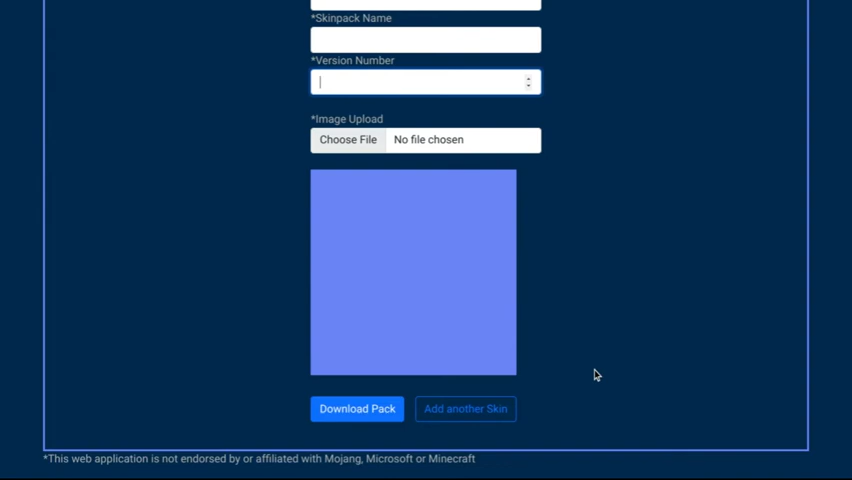 *Skinpack Name
*Version Number
*Image Upload
Choose File No file chosen
Download Pack Add another Skin
*This web application is not endorsed by or affiliated with Mojang, Microsoft or Minecraft